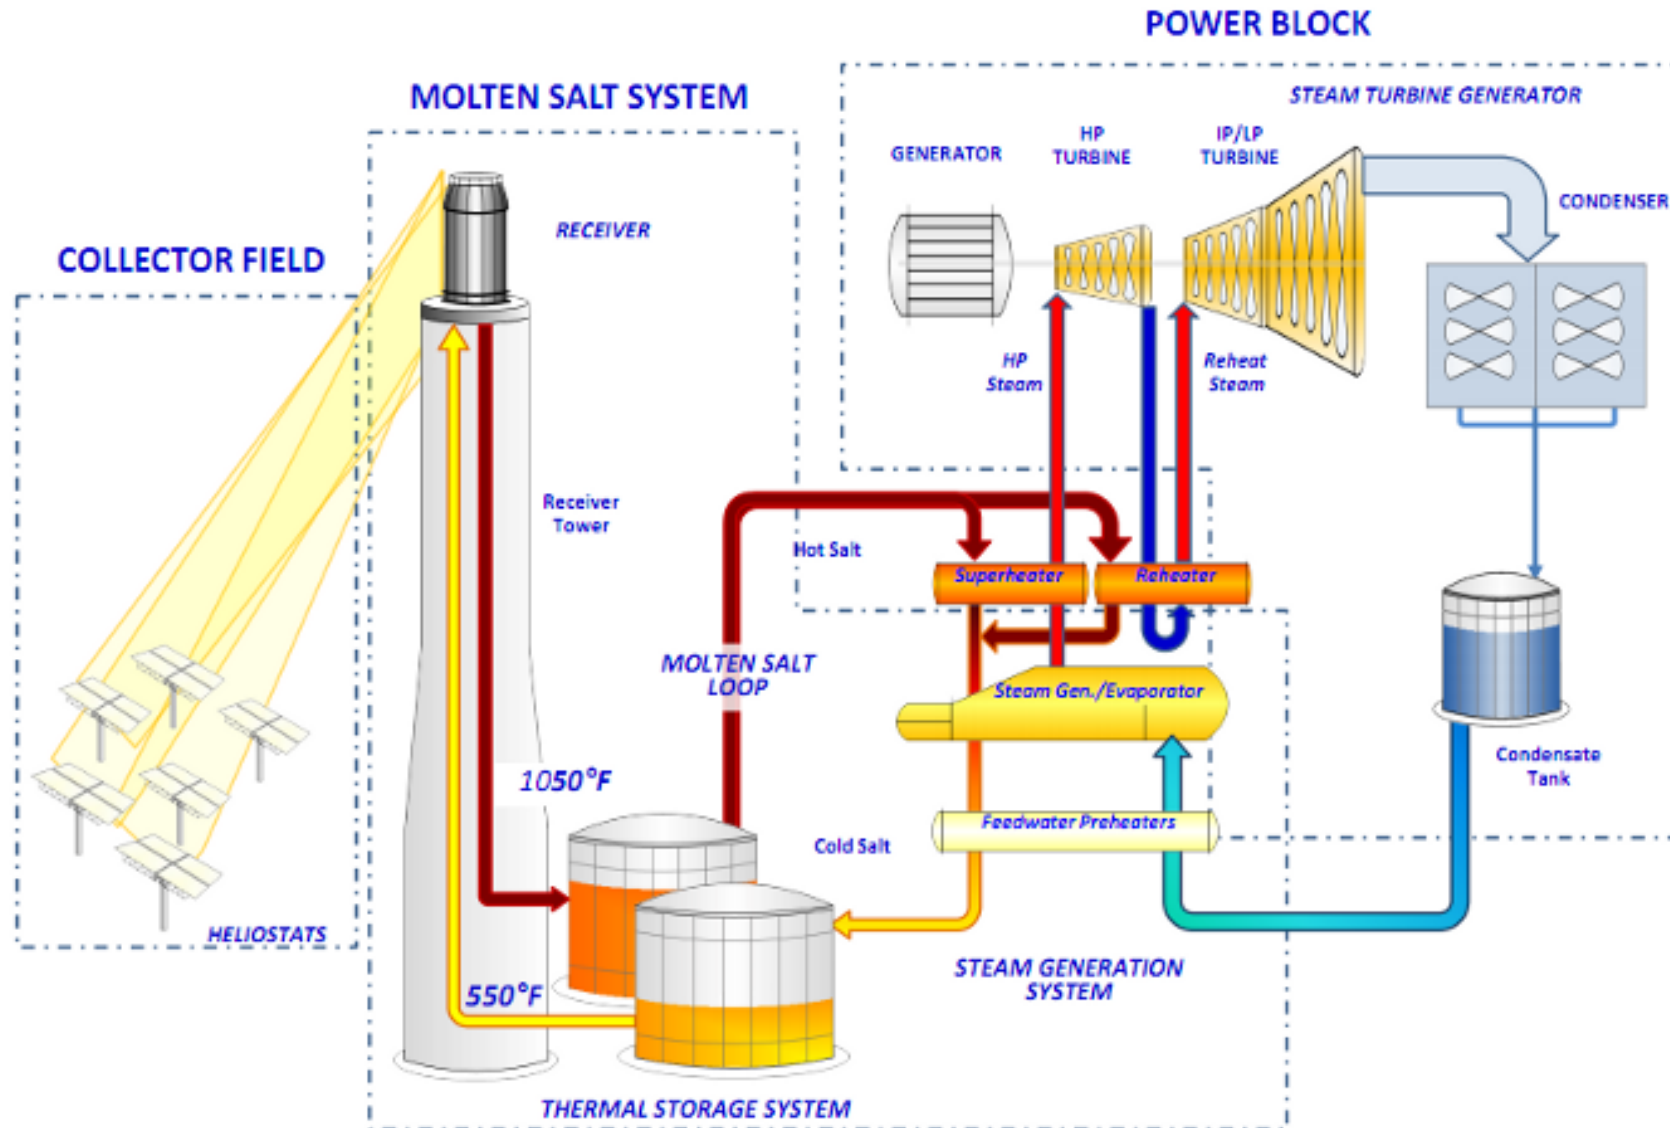 POWER BLOCK
MOLTEN SALT SYSTEM
STEAM TURBINE GENERATOR
GENERATOR
HP
TURBINE
IP/LP
TURBINE
CONDENSER
RECEIVER
COLLECTOR FIELD
HP
Steam
Reheat
Steam
Receiver
Tower
Hot Salt
Superheater
Reheater
MOLTEN SALT
LOOP
Steam Gen./Evaporator
Condensate
Tank
1050°F
Feedwater Preheaters
Cold Salt
HELIOSTATS
STEAM GENERATION
SYSTEM
550°F
THERMAL STORAGE SYSTEM